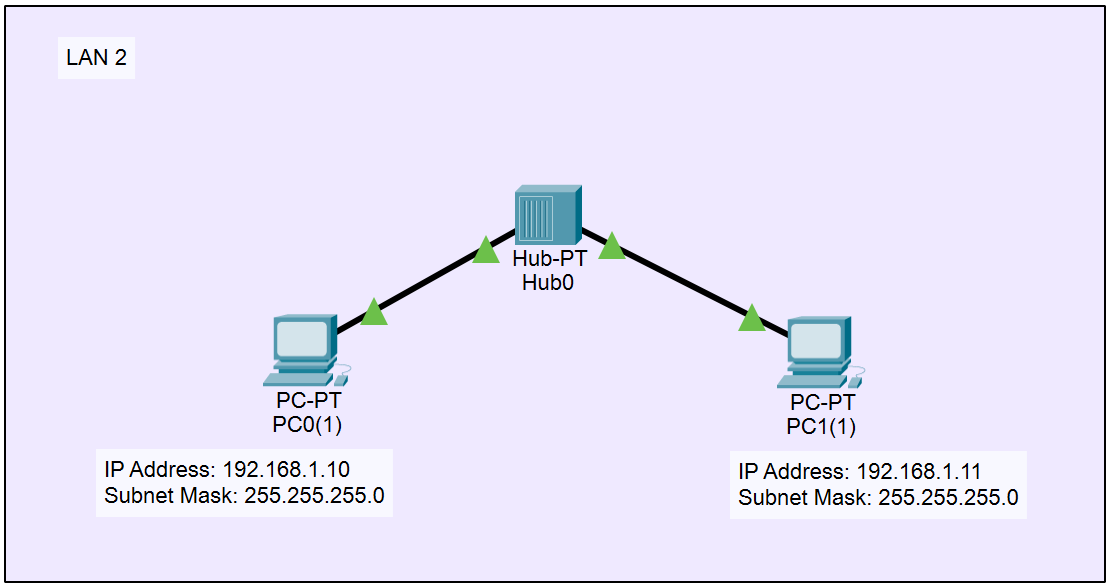 LAN 2
Hub-PT
Hub0
PC-PT
PC0(1)
IP Address: 192.168.1.10
Subnet Mask: 255.255.255.0
PC-PT
PC1(1)
IP Address: 192.168.1.11
Subnet Mask: 255.255.255.0